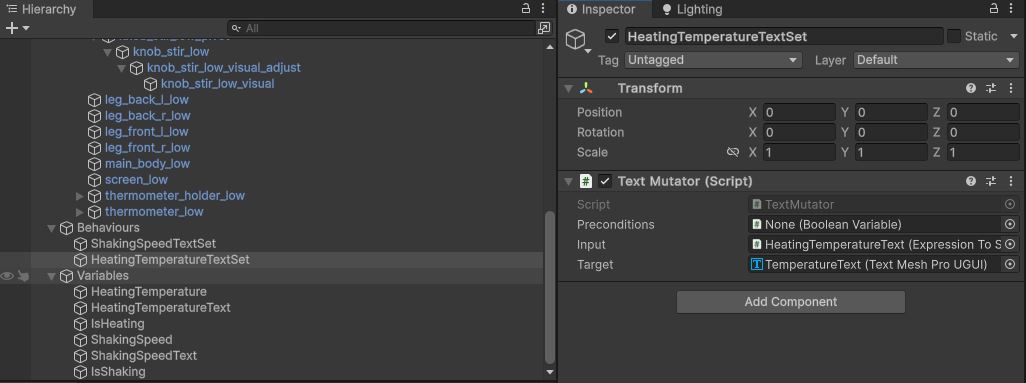 Hierarchy
All
knob_stir_low
knob_stir_low_visual_adjust
knob_stir_low_visual
leg_back_l_low
leg_back_r_low
leg_front_l_low
leg_front_r_low
main_body_low
screen_low
thermometer_holder_low
thermometer_low
Behaviours
ShakingSpeedTextSet
HeatingTemperatureTextSet
Variables
HeatingTemperature
HeatingTemperatureText
IsHeating
ShakingSpeed
ShakingSpeedText
IsShaking
Inspector Lighting
HeatingTemperatureTextSet Static
Tag Untagged Layer Default
Transform
Position X 0 Y 0 Z 0
Rotation X 0 Y 0 Z 0
Scale X 1 Y 1 Z 1
# Text Mutator (Script)
Script # TextMutator
Preconditions # None (Boolean Variable)
Input # HeatingTemperatureText (Expression To S
Target T TemperatureText (Text Mesh Pro UGUI)
Add Component